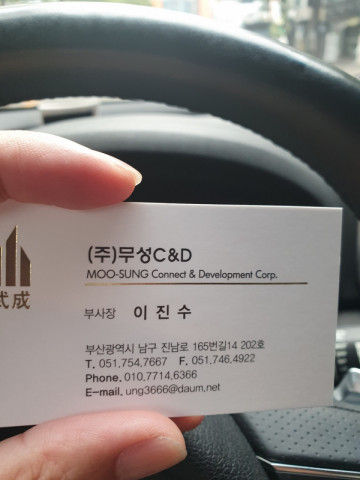 (주)무성C&D
MOO-SUNG Connect & Development Corp.
武成
부사장 이 진 수
부산광역시 남구 진남로 165번길14 202호
T. 051.754.7667 F. 051.746.4922
Phone. 010.7714.6366
E-mail. ung3666@daum.net